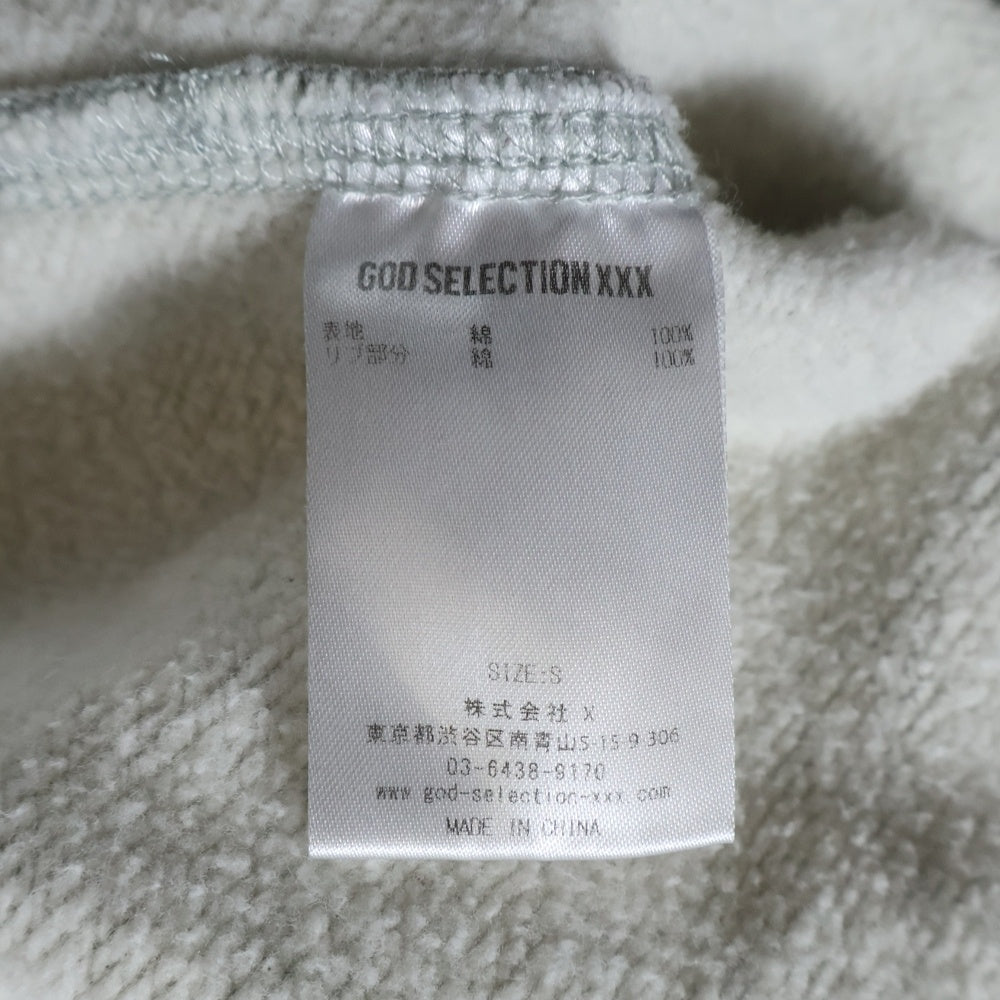 GOD SELECTION XXX
表地 綿 100%
リブ部分 綿 100%
SIZE:S
株式会社 X
東京都渋谷区南青山5-15-9 306
03-6438-9170
www god-selection-xxx com
MADE IN CHINA